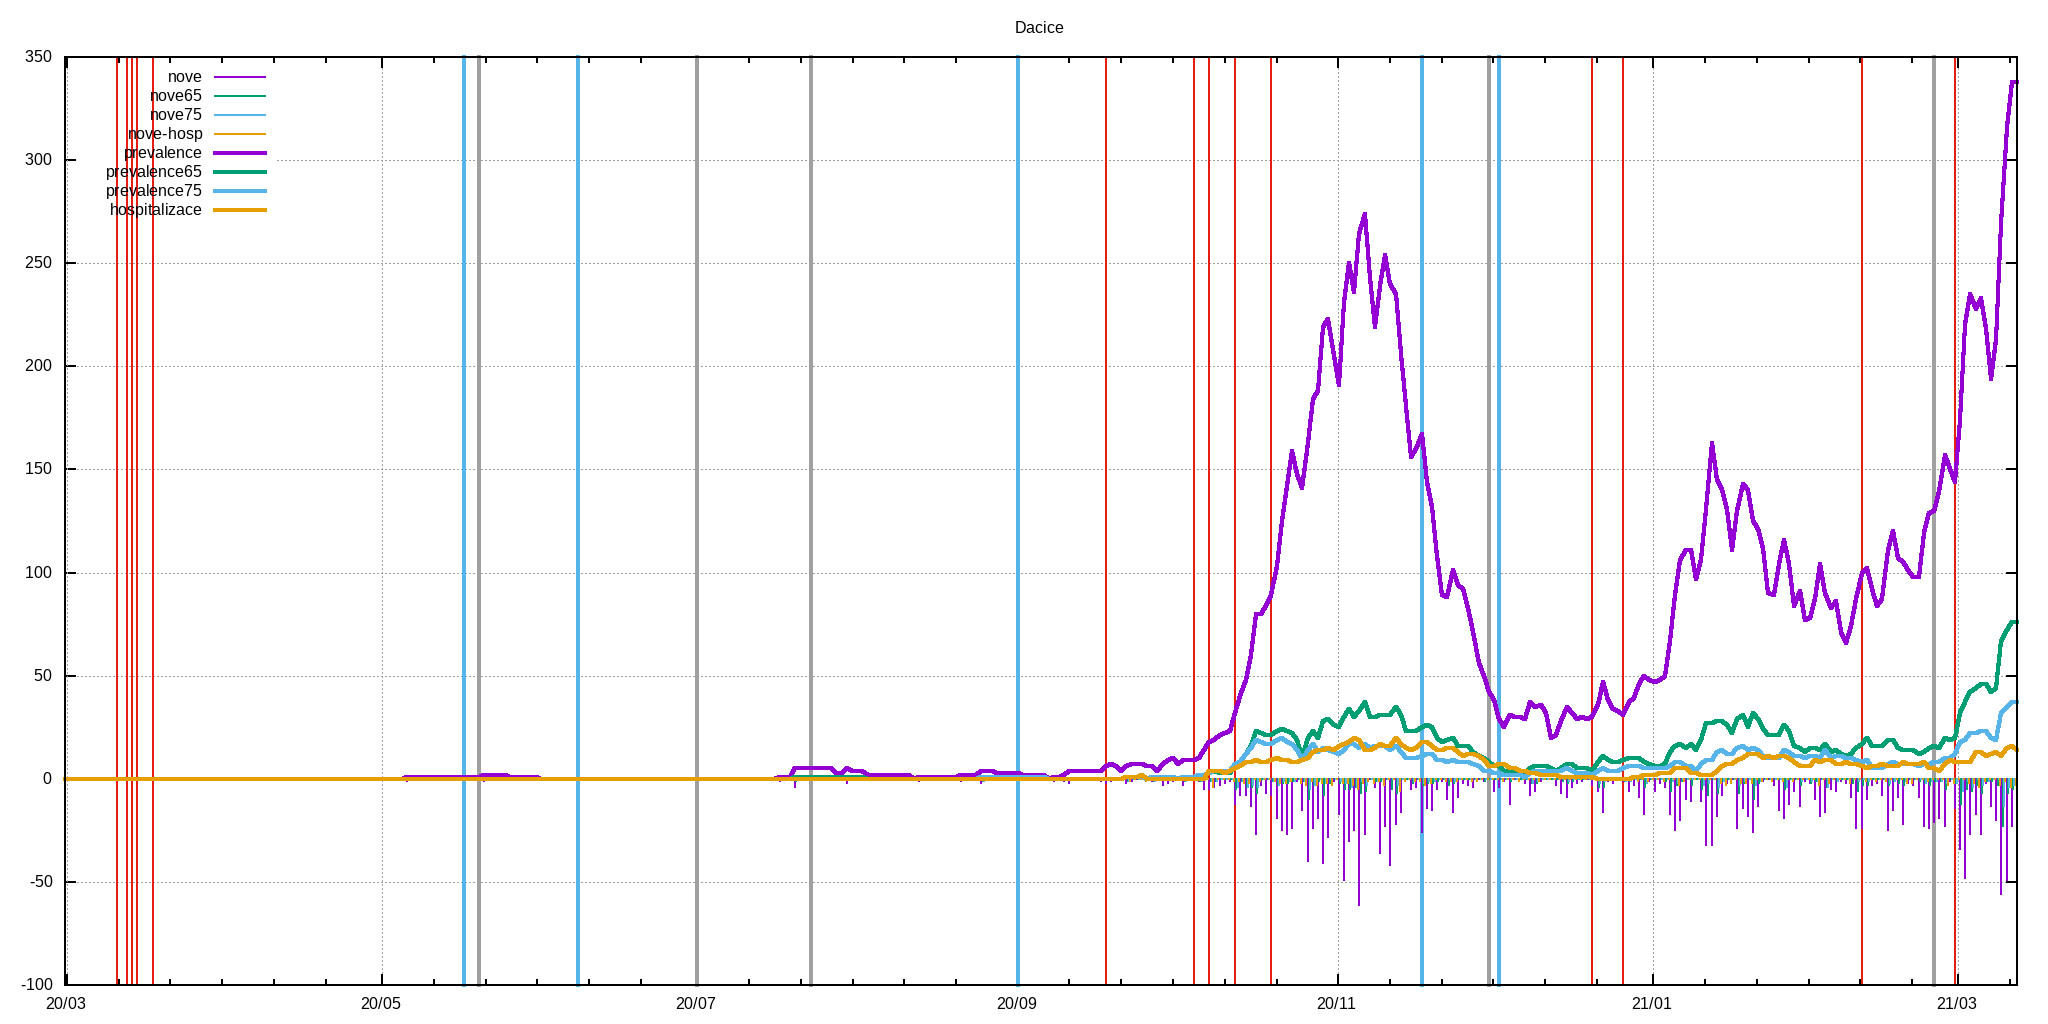 Dacice
350
300
250
200
150
100
50
0
-50
-100
nove
nove65
nove75
nove-hosp
prevalence
prevalence65
prevalence75
hospitalizace
20/03 20/05 20/07 20/09 20/11 21/01 21/03